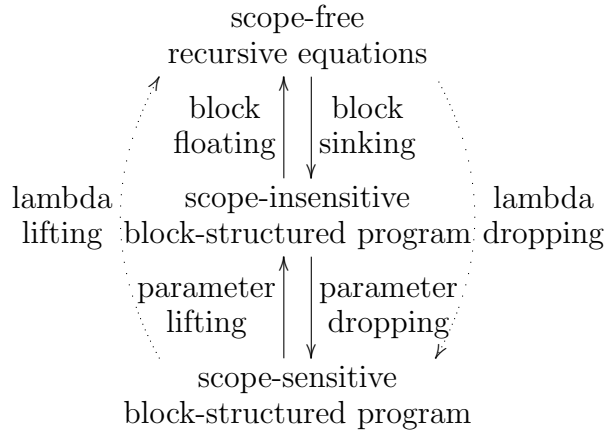 scope-free
recursive equations
block
floating
block
sinking
lambda
lifting
scope-insensitive
block-structured program
lambda
dropping
parameter
lifting
parameter
dropping
scope-sensitive
block-structured program